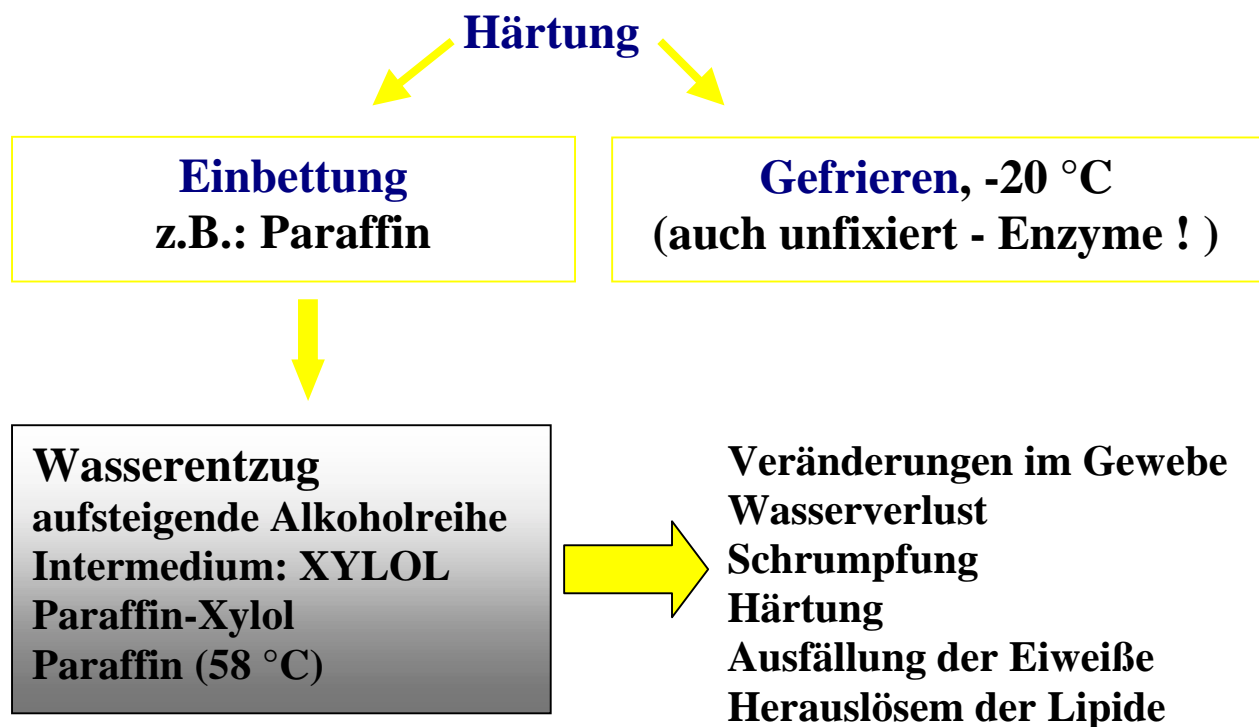 Härtung
Einbettung
z.B.: Paraffin
Gefrieren, -20 °C
(auch unfixiert - Enzyme ! )
Wasserentzug
aufsteigende Alkoholreihe
Intermedium: XYLOL
Paraffin-Xylol
Paraffin (58 °C)
Veränderungen im Gewebe
Wasserverlust
Schrumpfung
Härtung
Ausfällung der Eiweiße
Herauslösem der Lipide